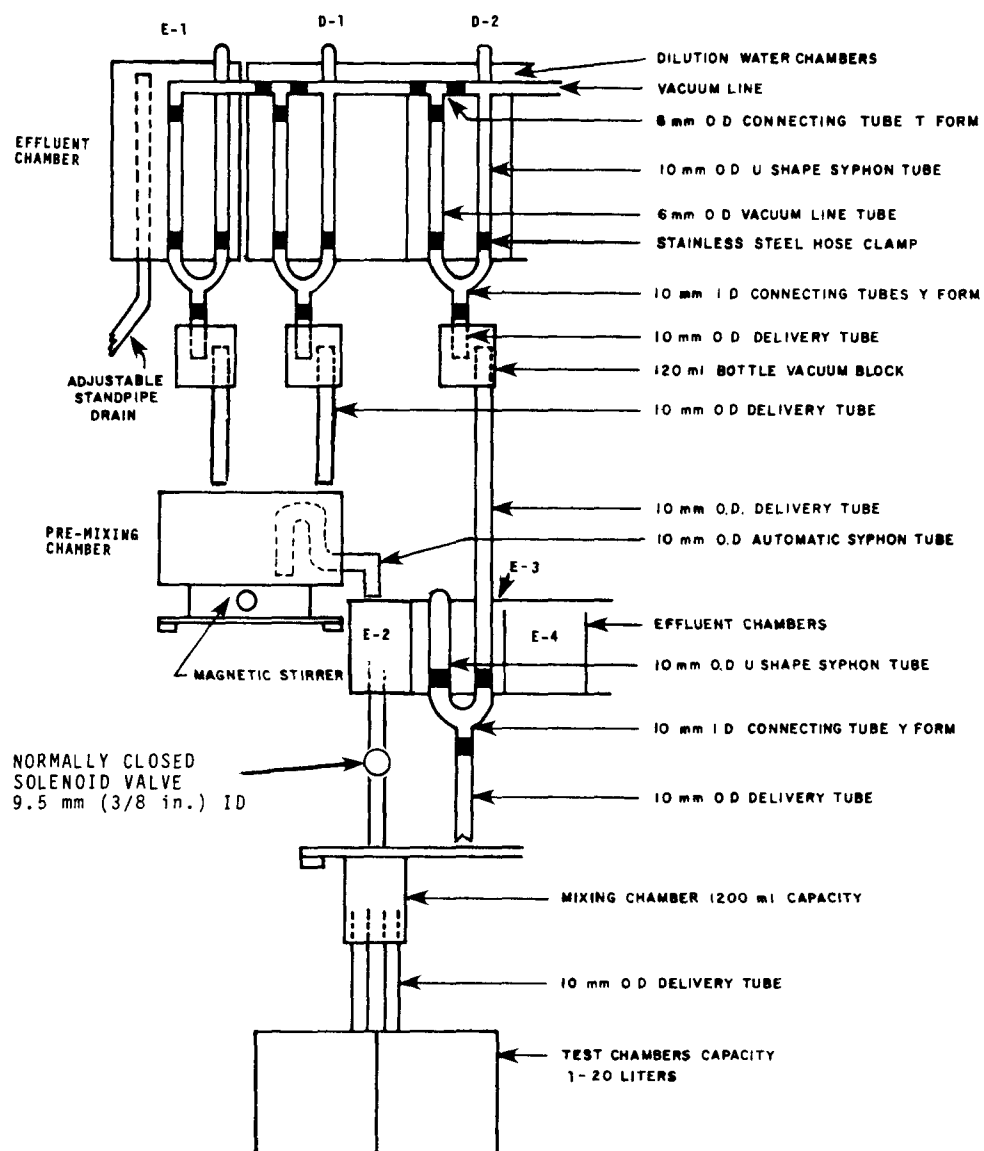 E-1
D-1
D-2
DILUTION WATER CHAMBERS
VACUUM LINE
6 mm O D CONNECTING TUBE T FORM
EFFLUENT
CHAMBER
10 mm O D U SHAPE SYPHON TUBE
6 mm O D VACUUM LINE TUBE
STAINLESS STEEL HOSE CLAMP
10 mm I D CONNECTING TUBES Y FORM
10 mm O D DELIVERY TUBE
120 ml BOTTLE VACUUM BLOCK
ADJUSTABLE
STANDPIPE
DRAIN
10 mm O D DELIVERY TUBE
PRE-MIXING
CHAMBER
10 mm O.D. DELIVERY TUBE
10 mm O.D AUTOMATIC SYPHON TUBE
E-3
E-2
E-4
EFFLUENT CHAMBERS
10 mm O.D U SHAPE SYPHON TUBE
MAGNETIC STIRRER
10 mm I D CONNECTING TUBE Y FORM
NORMALLY CLOSED
SOLENOID VALVE
9.5 mm (3/8 in.) ID
10 mm O D DELIVERY TUBE
MIXING CHAMBER 1200 ml CAPACITY
10 mm O D DELIVERY TUBE
TEST CHAMBERS CAPACITY
1-20 LITERS